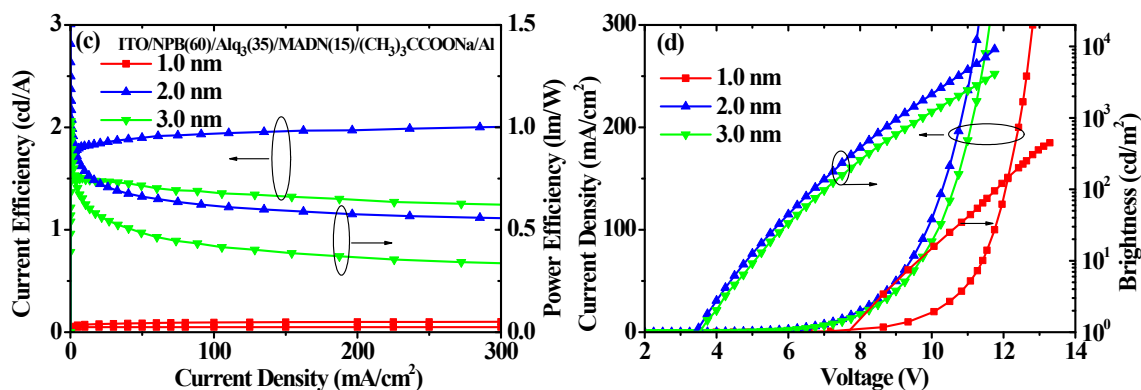 (c) ITO/NPB(60)/Alq3(35)/MADN(15)/(CH3)3CCOONa/Al
1.0 nm
2.0 nm
3.0 nm
3
2
1
0
Current Efficiency (cd/A)
1.5
1.0
0.5
0.0
Power Efficiency (lm/W)
0 100 200 300
Current Density (mA/cm2)
(d)
1.0 nm
2.0 nm
3.0 nm
300
200
100
0
Current Density (mA/cm2)
10^4
10^3
10^2
10^1
10^0
Brightness (cd/m2)
2 4 6 8 10 12 14
Voltage (V)